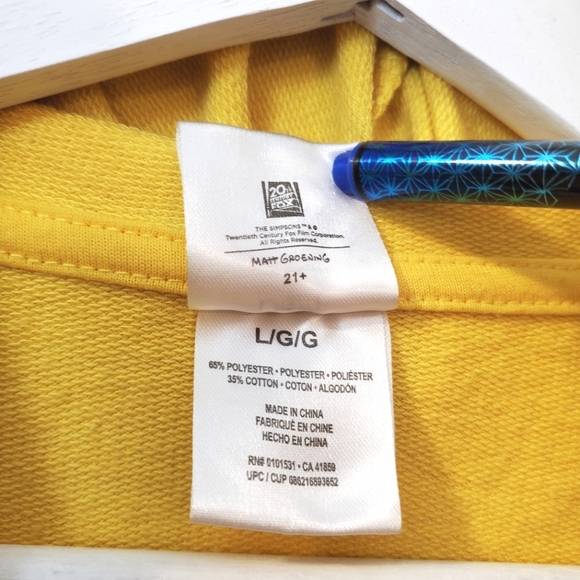 20th
CENTURY
FOX
THE SIMPSONS™ & ©
Twentieth Century Fox Film Corporation.
All Rights Reserved.
MATT GROENING
21+
L/G/G
65% POLYESTER • POLYESTER • POLIÉSTER
35% COTTON • COTON • ALGODÓN
MADE IN CHINA
FABRIQUÉ EN CHINE
HECHO EN CHINA
RN# 0101531 • CA 41859
UPC / CUP 086216893652